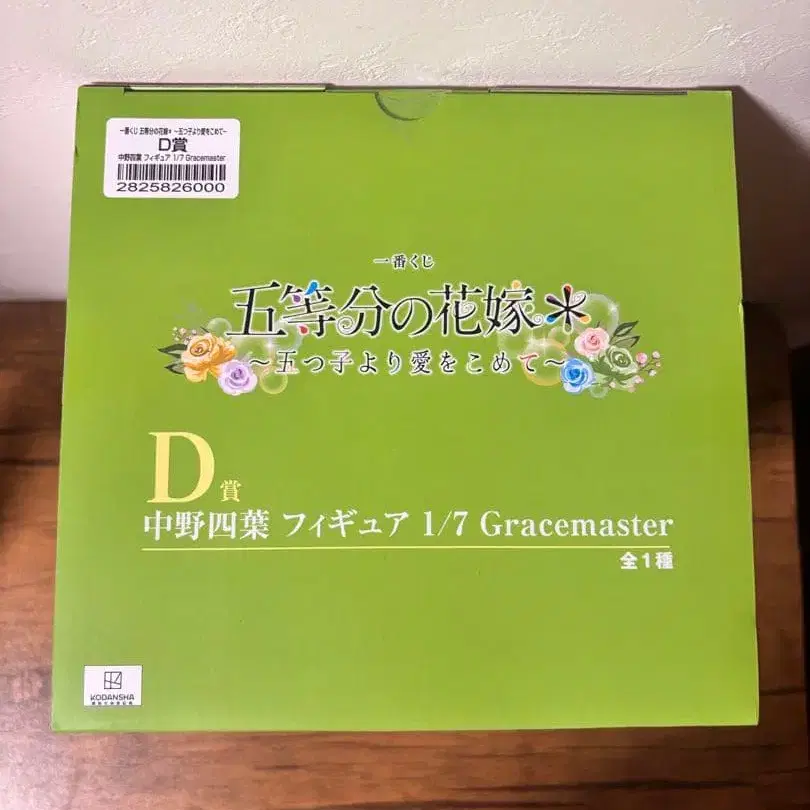 一番くじ 五等分の花嫁＊ ～五つ子より愛をこめて～
D賞
中野四葉 フィギュア 1/7 Gracemaster
2825826000
一番くじ
五等分の花嫁＊
～五つ子より愛をこめて～
D賞
中野四葉 フィギュア 1/7 Gracemaster
全1種
KODANSHA